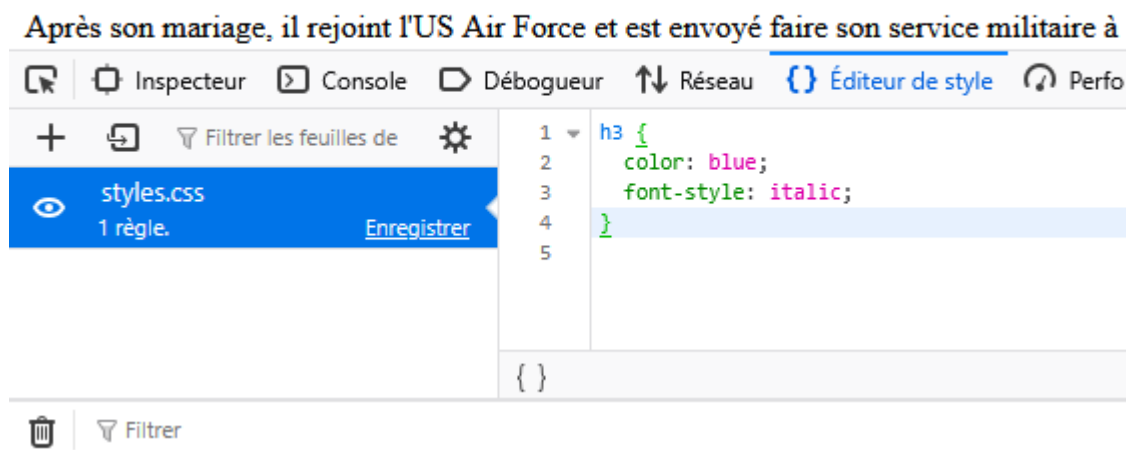 Après son mariage, il rejoint l'US Air Force et est envoyé faire son service militaire à
Inspecteur Console Débogueur Réseau {} Éditeur de style Perfo
Filtrer les feuilles de
styles.css
1 règle. Enregistrer
1 h3 {
2 color: blue;
3 font-style: italic;
4 }
5
{ }
Filtrer